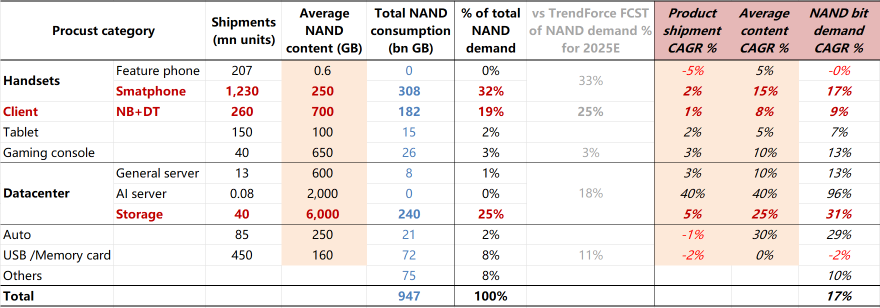 Procust category Shipments (mn units) Average NAND content (GB) Total NAND consumption (bn GB) % of total NAND demand vs TrendForce FCST of NAND demand % for 2025E Product shipment CAGR % Average content CAGR % NAND bit demand CAGR %
Handsets Feature phone 207 0.6 0 0% 33% -5% 5% -0%
Smatphone 1,230 250 308 32% 2% 15% 17%
Client NB+DT 260 700 182 19% 25% 1% 8% 9%
Tablet 150 100 15 2% 2% 5% 7%
Gaming console 40 650 26 3% 3% 3% 10% 13%
Datacenter General server 13 600 8 1% 18% 3% 10% 13%
AI server 0.08 2,000 0 0% 40% 40% 96%
Storage 40 6,000 240 25% 5% 25% 31%
Auto 85 250 21 2% -1% 30% 29%
USB /Memory card 450 160 72 8% 11% -2% 0% -2%
Others 75 8% 10%
Total 947 100% 17%